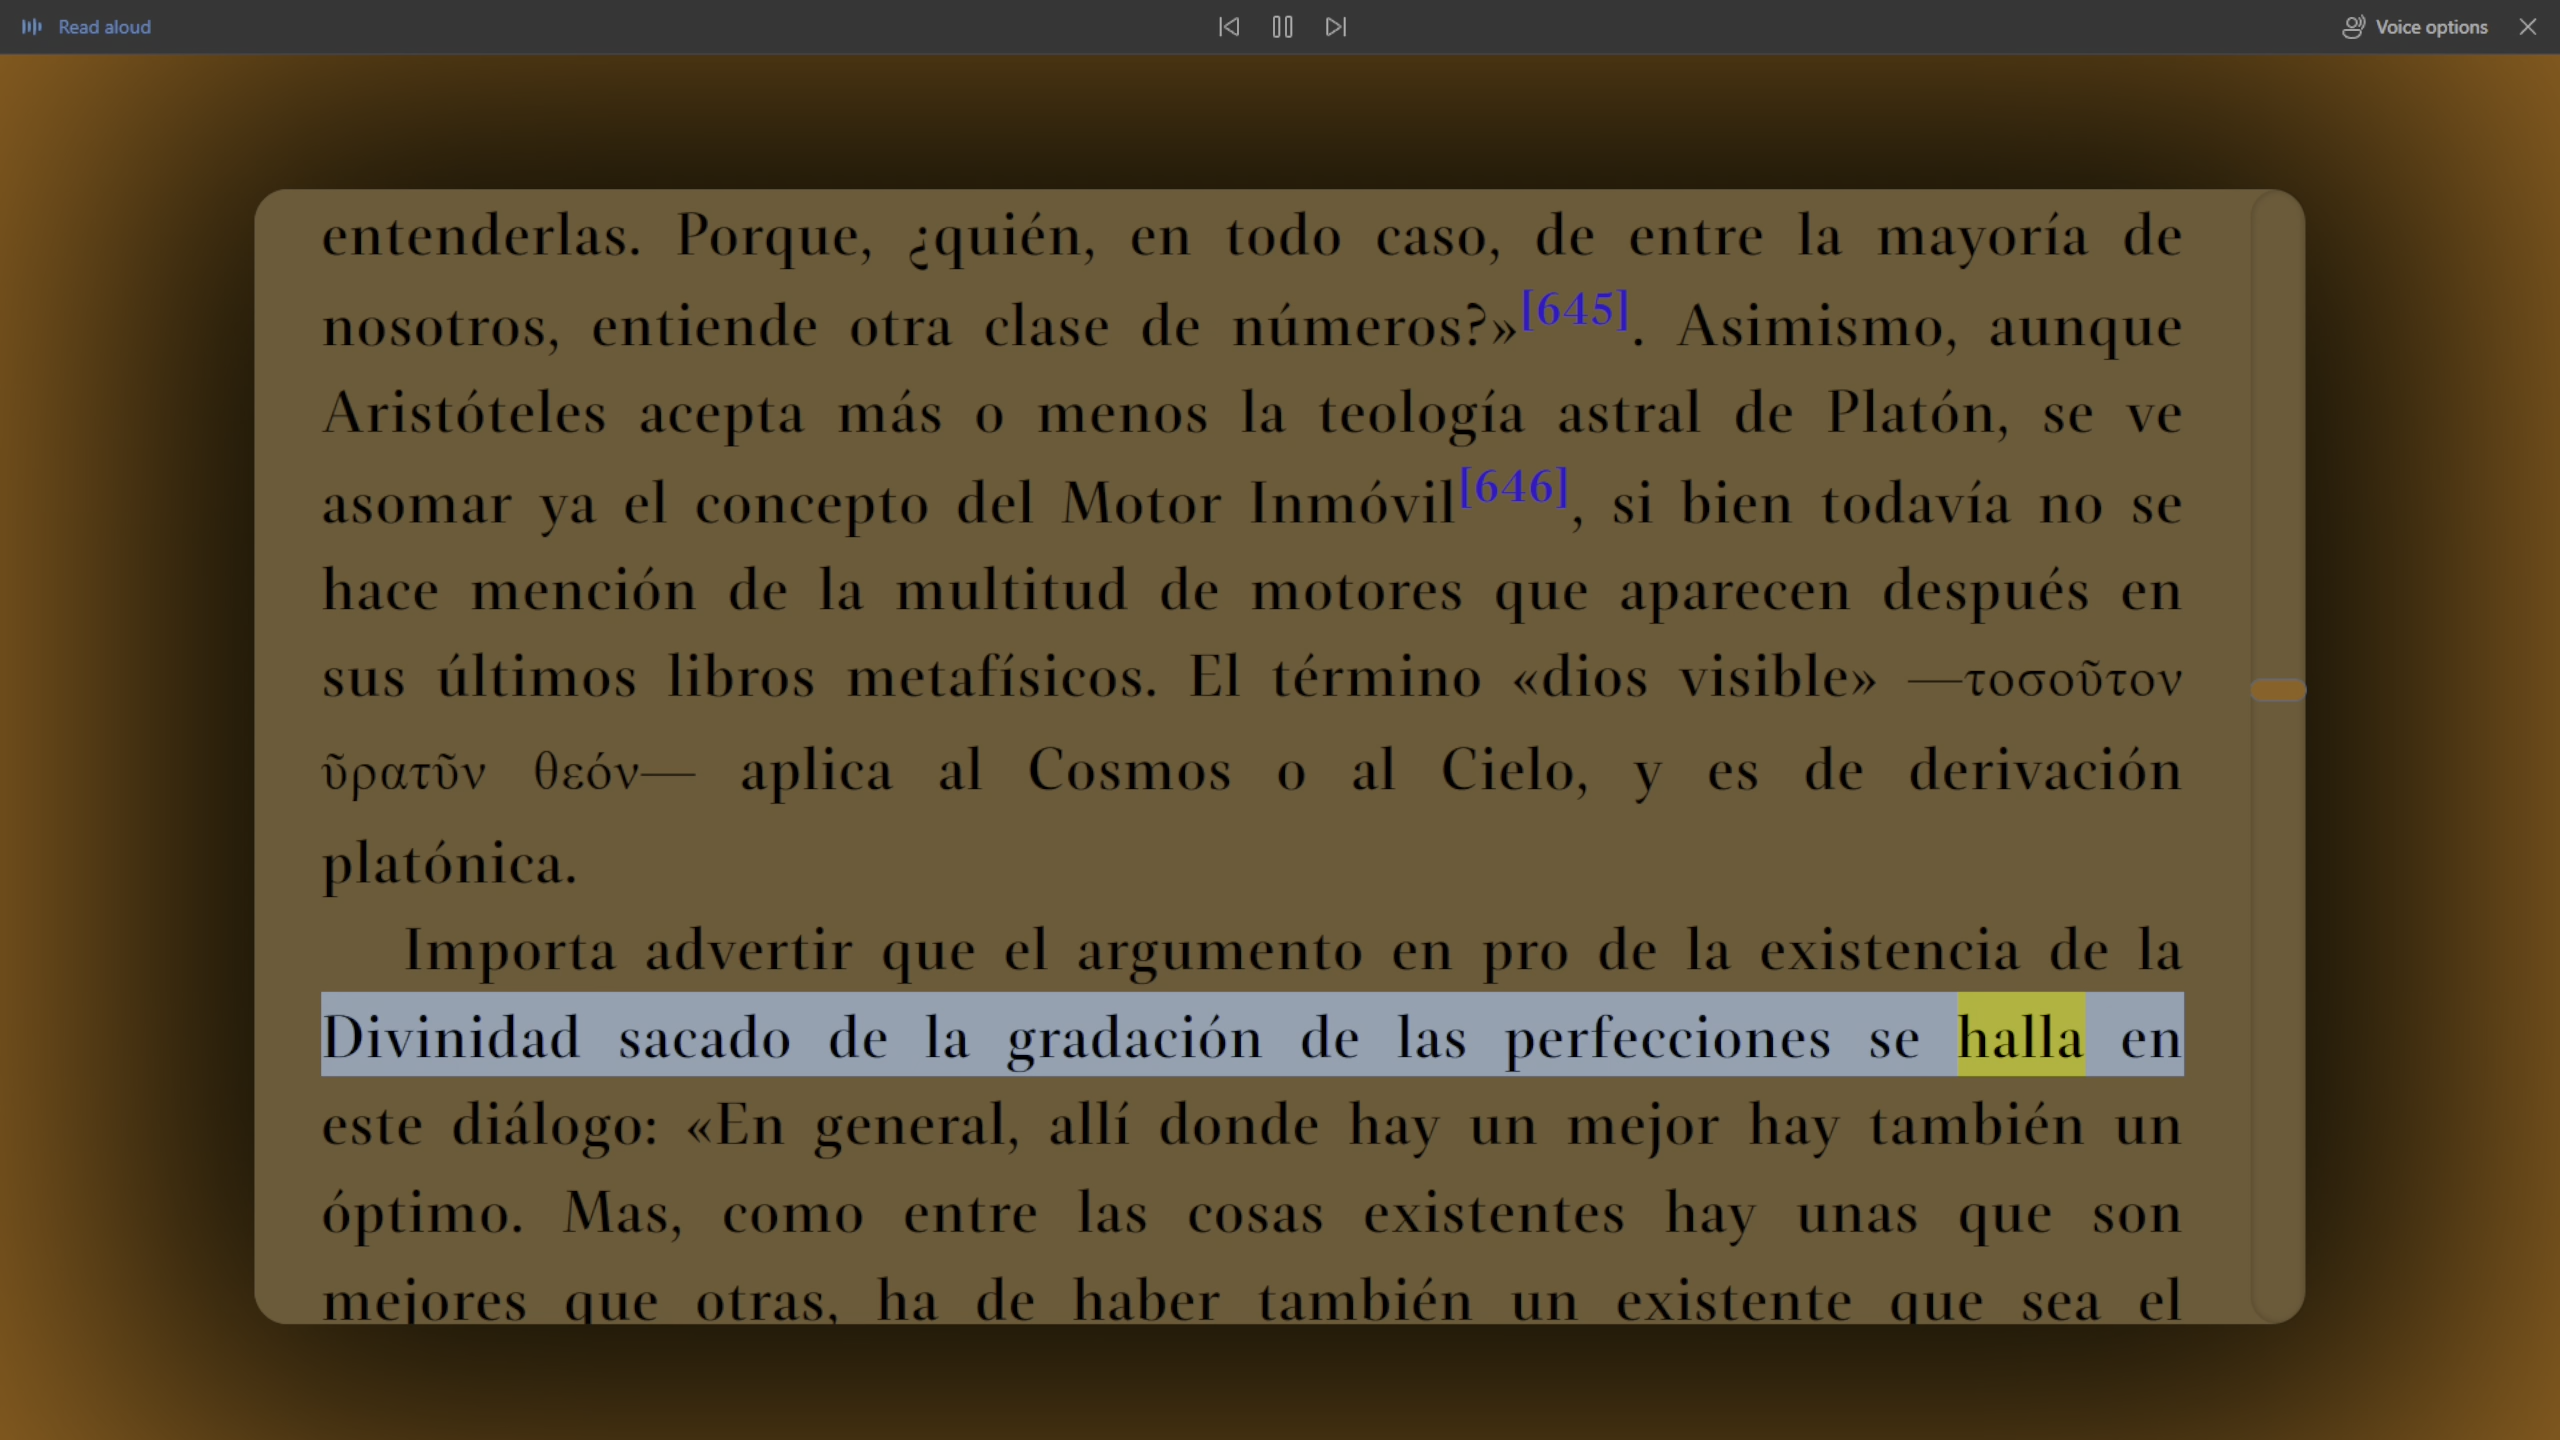 Read aloud
Voice options
entenderlas. Porque, ¿quién, en todo caso, de entre la mayoría de
nosotros, entiende otra clase de números?»[645]. Asimismo, aunque
Aristóteles acepta más o menos la teología astral de Platón, se ve
asomar ya el concepto del Motor Inmóvil[646], si bien todavía no se
hace mención de la multitud de motores que aparecen después en
sus últimos libros metafísicos. El término «dios visible» —τοσοῦτον
ῦρατῦν θεόν— aplica al Cosmos o al Cielo, y es de derivación
platónica.
Importa advertir que el argumento en pro de la existencia de la
Divinidad sacado de la gradación de las perfecciones se halla en
este diálogo: «En general, allí donde hay un mejor hay también un
óptimo. Mas, como entre las cosas existentes hay unas que son
mejores que otras, ha de haber también un existente que sea el